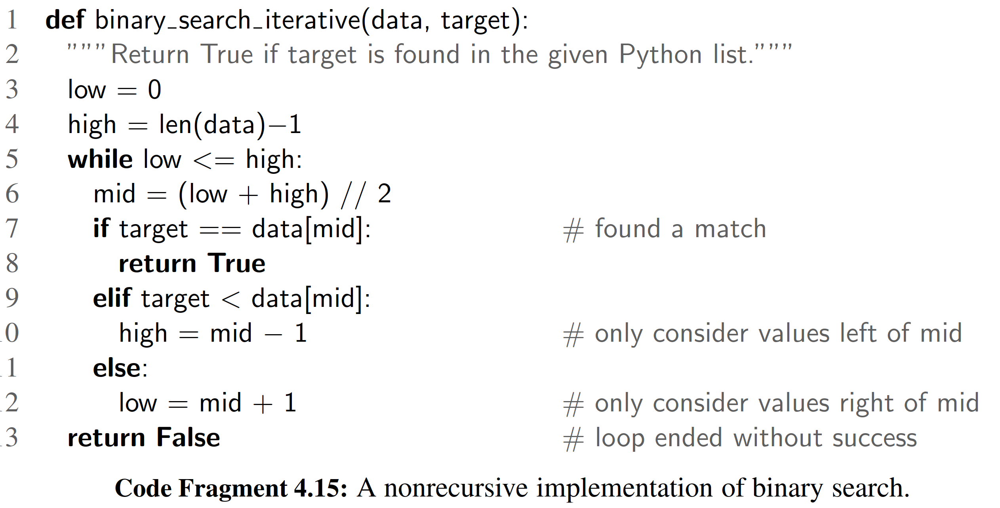 1 def binary_search_iterative(data, target):
2 """Return True if target is found in the given Python list."""
3 low = 0
4 high = len(data)−1
5 while low <= high:
6 mid = (low + high) // 2
7 if target == data[mid]: # found a match
8 return True
9 elif target < data[mid]:
10 high = mid − 1 # only consider values left of mid
11 else:
12 low = mid + 1 # only consider values right of mid
13 return False # loop ended without success
Code Fragment 4.15: A nonrecursive implementation of binary search.